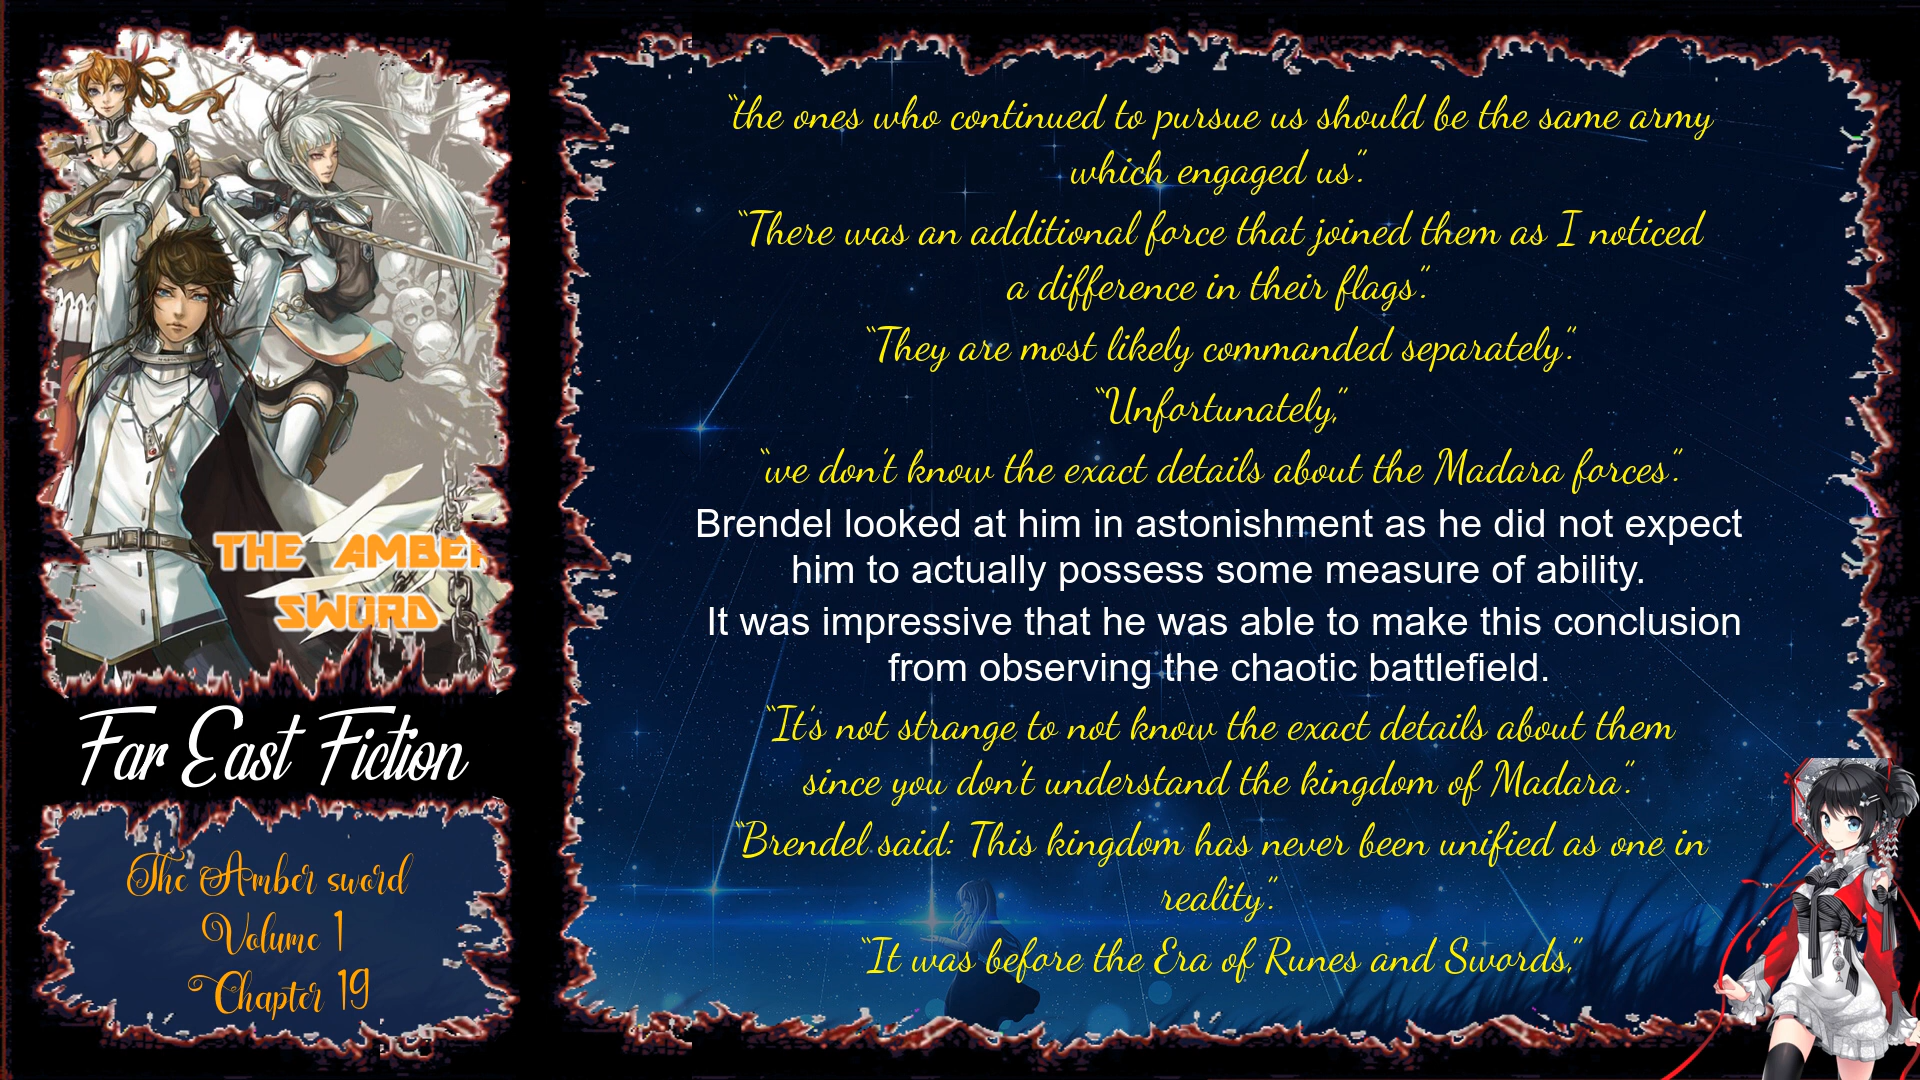 THE AMBER
SWORD
Far East Fiction
The Amber sword
Volume 1
Chapter 19
“the ones who continued to pursue us should be the same army
which engaged us”.
“There was an additional force that joined them as I noticed
a difference in their flags”.
“They are most likely commanded separately”.
“Unfortunately,”
“we don’t know the exact details about the Madara forces”.
Brendel looked at him in astonishment as he did not expect
him to actually possess some measure of ability.
It was impressive that he was able to make this conclusion
from observing the chaotic battlefield.
“It’s not strange to not know the exact details about them
since you don’t understand the kingdom of Madara”.
“Brendel said: This kingdom has never been unified as one in
reality”.
“It was before the Era of Runes and Swords,”